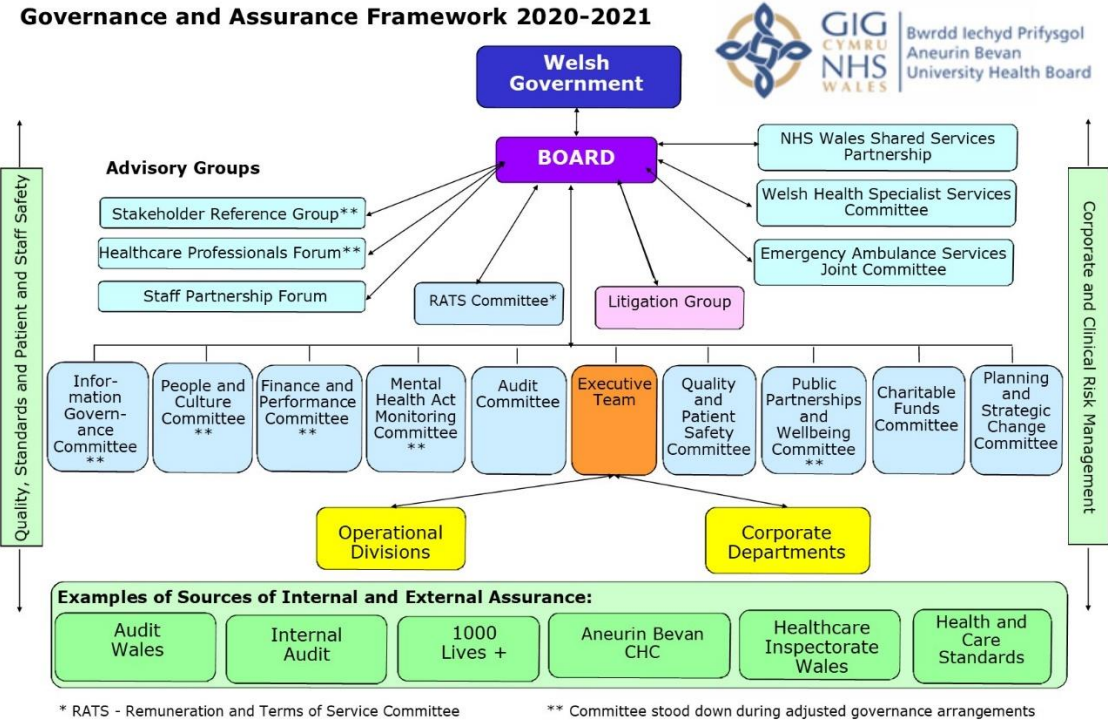 Governance and Assurance Framework 2020-2021
GIG
CYMRU
NHS
WALES
Bwrdd Iechyd Prifysgol
Aneurin Bevan
University Health Board
Welsh
Government
BOARD
Advisory Groups
Stakeholder Reference Group**
Healthcare Professionals Forum**
Staff Partnership Forum
NHS Wales Shared Services
Partnership
Welsh Health Specialist Services
Committee
Emergency Ambulance Services
Joint Committee
RATS Committee*
Litigation Group
Quality, Standards and Patient and Staff Safety
Corporate and Clinical Risk Management
Infor-
mation
Govern-
ance
Committee
**
People and
Culture
Committee
**
Finance and
Performance
Committee
**
Mental
Health Act
Monitoring
Committee
**
Audit
Committee
Executive
Team
Quality
and
Patient
Safety
Committee
Public
Partnerships
and
Wellbeing
Committee
**
Charitable
Funds
Committee
Planning
and
Strategic
Change
Committee
Operational
Divisions
Corporate
Departments
Examples of Sources of Internal and External Assurance:
Audit
Wales
Internal
Audit
1000
Lives +
Aneurin Bevan
CHC
Healthcare
Inspectorate
Wales
Health and
Care
Standards
* RATS - Remuneration and Terms of Service Committee
** Committee stood down during adjusted governance arrangements